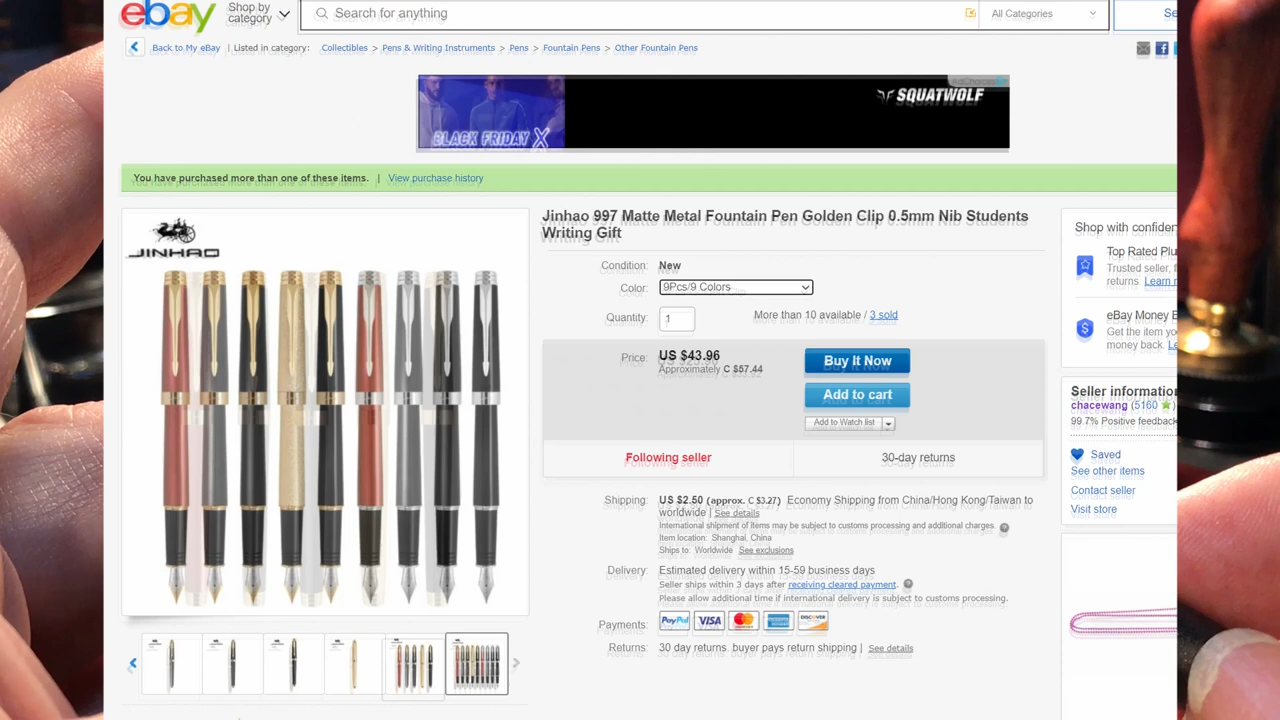 ebay
Shop by
category
Search for anything
All Categories
Back to My eBay | Listed in category: Collectibles > Pens & Writing Instruments > Pens > Fountain Pens > Other Fountain Pens
BLACK FRIDAY X
SQUATWOLF
You have purchased more than one of these items. | View purchase history
JINHAO
Jinhao 997 Matte Metal Fountain Pen Golden Clip 0.5mm Nib Students
Writing Gift
Condition: New
Color: 9Pcs/9 Colors
Quantity: 1 More than 10 available / 3 sold
Price: US $43.96
Approximately C $57.44
Buy It Now
Add to cart
Add to Watch list
Following seller
30-day returns
Shipping: US $2.50 (approx. C $3.27) Economy Shipping from China/Hong Kong/Taiwan to
worldwide | See details
International shipment of items may be subject to customs processing and additional charges.
Item location: Shanghai, China
Ships to: Worldwide See exclusions
Delivery: Estimated delivery within 15-59 business days
Seller ships within 3 days after receiving cleared payment.
Please allow additional time if international delivery is subject to customs processing.
Payments: PayPal VISA MasterCard DISCOVER
Returns: 30 day returns. buyer pays return shipping | See details
Shop with confiden
Top Rated Plu
Trusted seller, f
returns. Learn
eBay Money
Get the item yo
money back.
Seller information
chacewang (5160
99.7% Positive feedback
Saved
See other items
Contact seller
Visit store